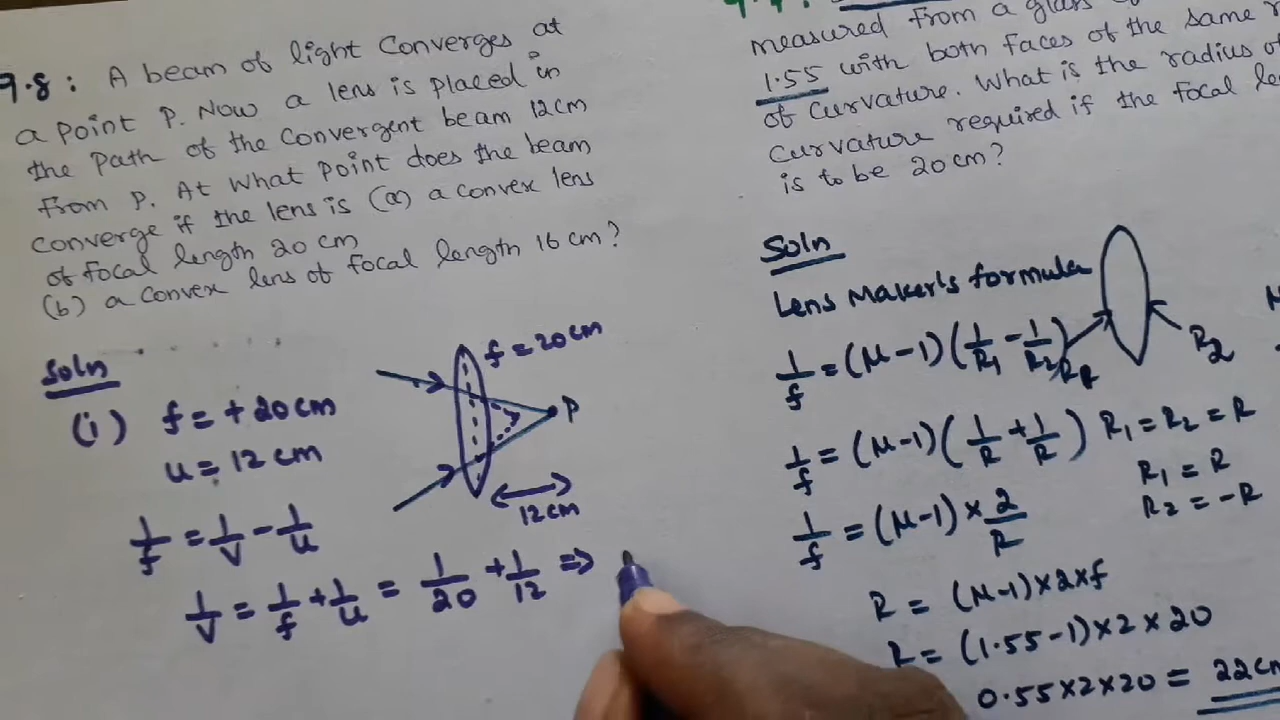 9.8: A beam of light converges at
a point P. Now a lens is placed in
the path of the convergent beam 12cm
from P. At what point does the beam
converge if the lens is (a) a convex lens
of focal length 20 cm
(b) a convex lens of focal length 16 cm?
Soln
(i) f = +20cm
u = 12 cm
1/f = 1/v - 1/u
1/v = 1/f + 1/u = 1/20 + 1/12 ⇒
f = 20cm
P
12cm
measured from a glass
1.55 with both faces of the same
of curvature. What is the radius of
curvature required if the focal
is to be 20cm?
Soln
Lens Maker's formula
1/f = (μ-1)(1/R1 - 1/R2)
R2
1/f = (μ-1)(1/R + 1/R) R1 = R2 = R
R1 = R
R2 = -R
1/f = (μ-1) × 2/R
R = (μ-1)×2×f
R = (1.55-1)×2×20
0.55×2×20 = 22cm